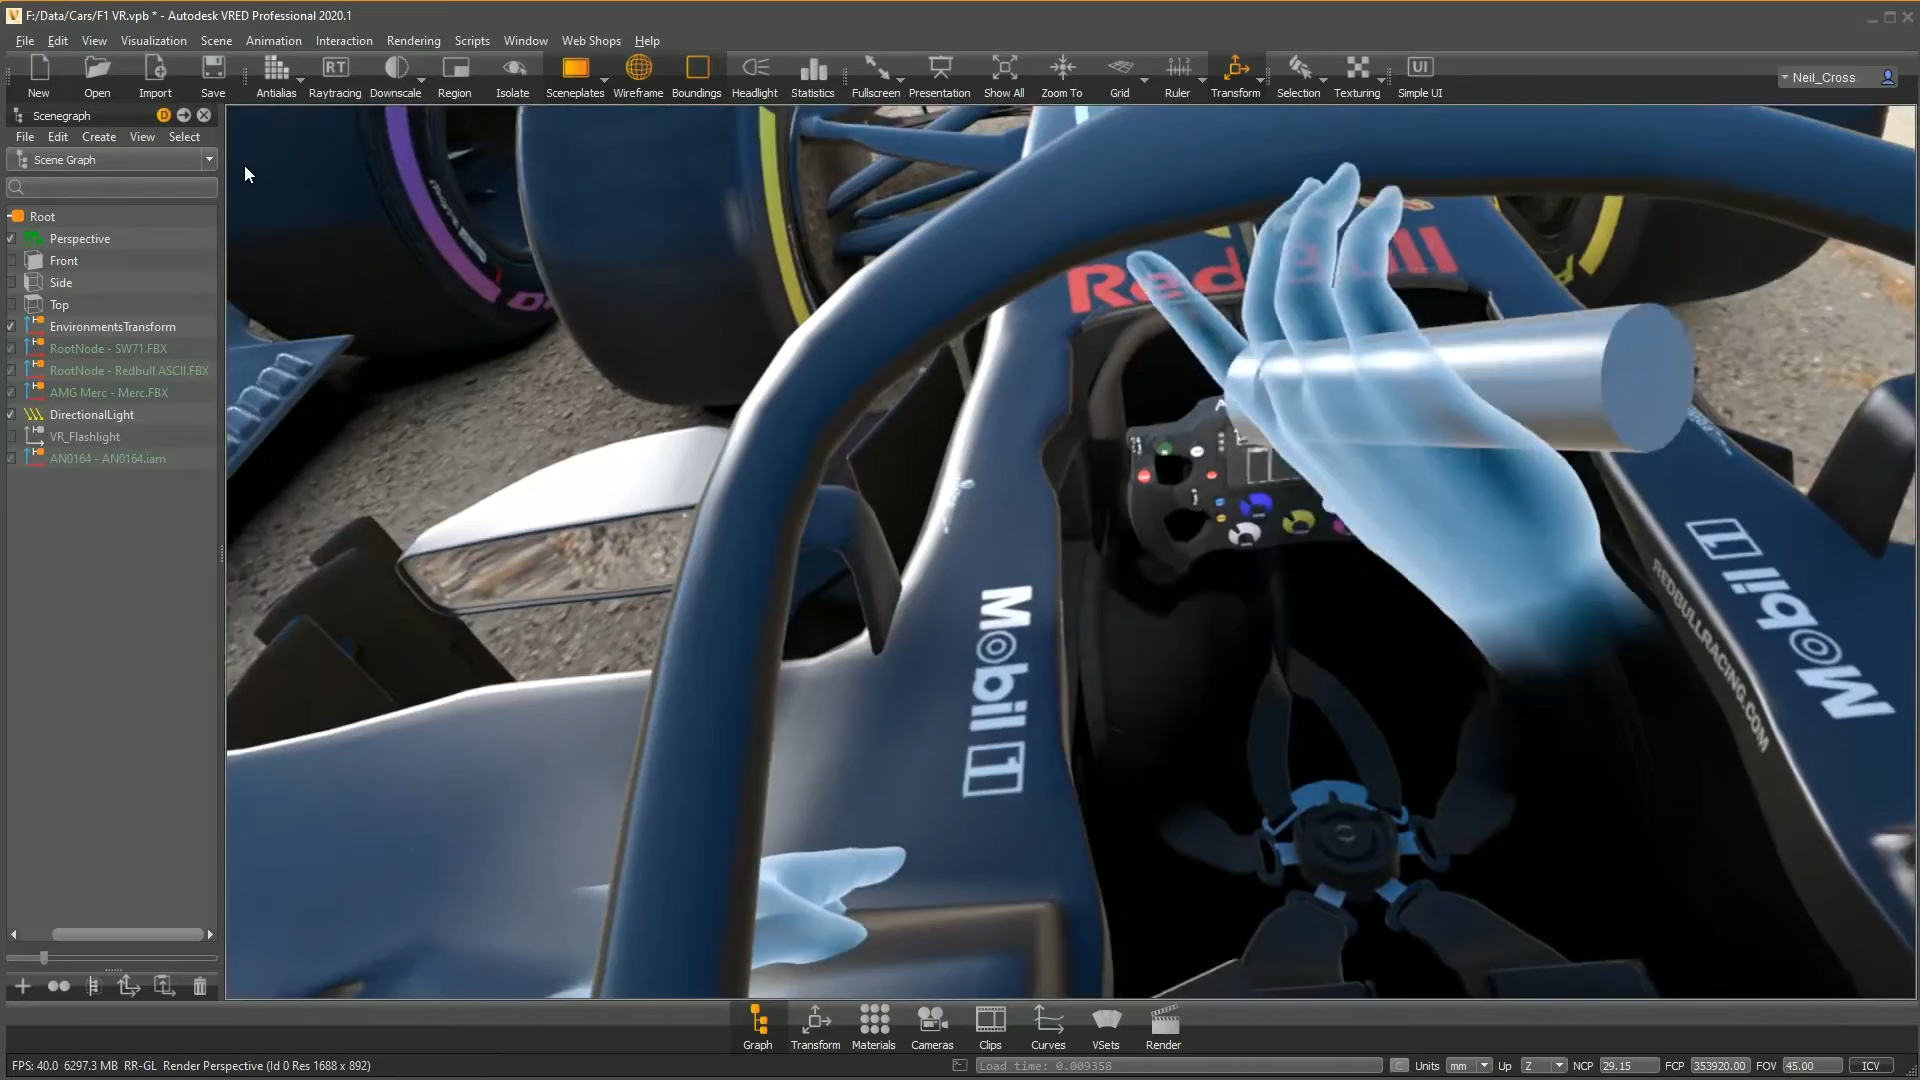 F:/Data/Cars/F1 VR.vpb * - Autodesk VRED Professional 2020.1
File Edit View Visualization Scene Animation Interaction Rendering Scripts Window Web Shops Help
New Open Import Save Antialias Raytracing Downscale Region Isolate Sceneplates Wireframe Boundings Headlight Statistics Fullscreen Presentation Show All Zoom To Grid Ruler Transform Selection Texturing Simple UI
RT
UI
Neil_Cross
Scenegraph
D
File Edit Create View Select
Scene Graph
Root
Perspective
Front
Side
Top
EnvironmentsTransform
RootNode - SW71.FBX
RootNode - Redbull ASCII.FBX
AMG Merc - Merc.FBX
DirectionalLight
VR_Flashlight
AN0164 - AN0164.iam
Red Bull
Mobil 1
Mobil 1
REDBULLRACING.COM
Graph Transform Materials Cameras Clips Curves VSets Render
FPS: 40.0 6297.3 MB RR-GL Render Perspective (Id 0 Res 1688 x 892)
Load time: 0.009358
C Units mm Up Z NCP 29.15 FCP 353920.00 FOV 45.00 ICV